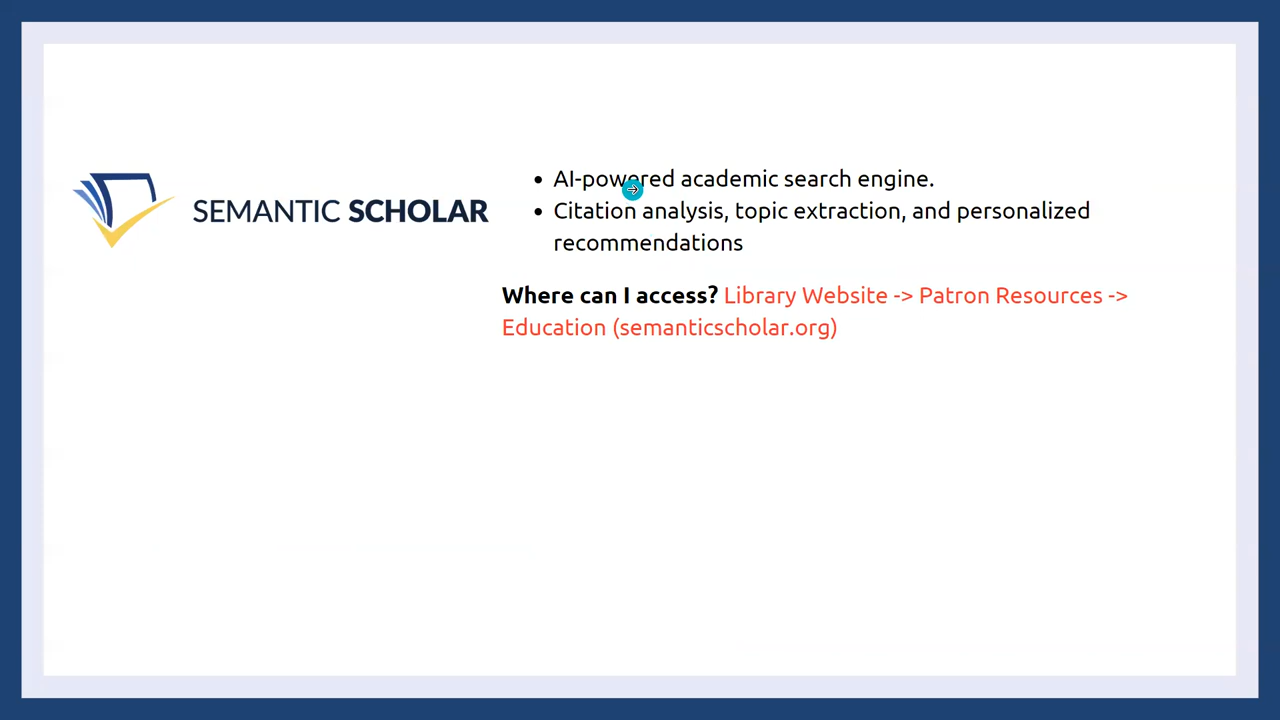 SEMANTIC SCHOLAR
• AI-powered academic search engine.
• Citation analysis, topic extraction, and personalized
recommendations
Where can I access? Library Website -> Patron Resources ->
Education (semanticscholar.org)